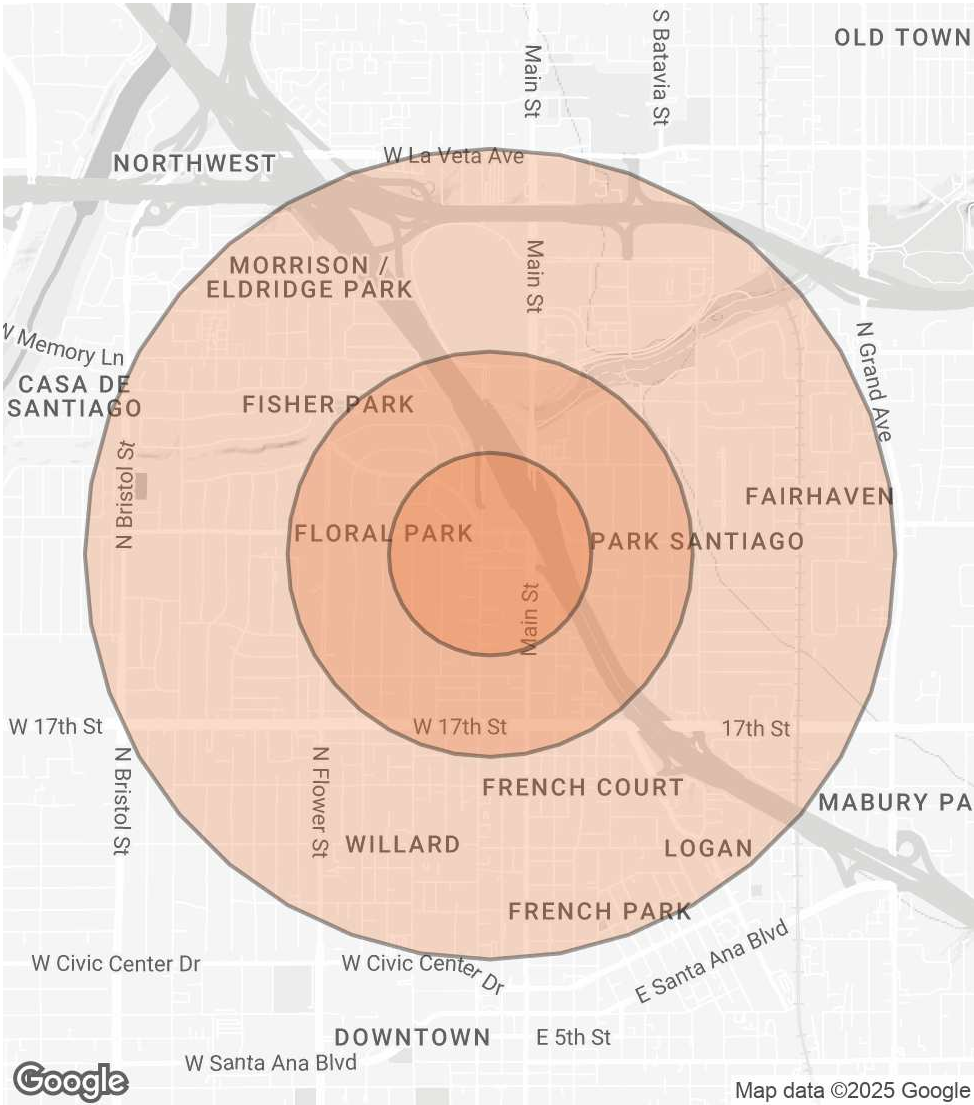 OLD TOWN
Main St
S Batavia St
NORTHWEST
W La Veta Ave
MORRISON /
ELDRIDGE PARK
Main St
W Memory Ln
N Grand Ave
CASA DE
SANTIAGO
FISHER PARK
N Bristol St
FAIRHAVEN
FLORAL PARK
PARK SANTIAGO
Main St
W 17th St
W 17th St
17th St
N Bristol St
N Flower St
FRENCH COURT
MABURY PA
WILLARD
LOGAN
FRENCH PARK
W Civic Center Dr
W Civic Center Dr
E Santa Ana Blvd
DOWNTOWN
E 5th St
W Santa Ana Blvd
Google
Map data ©2025 Google